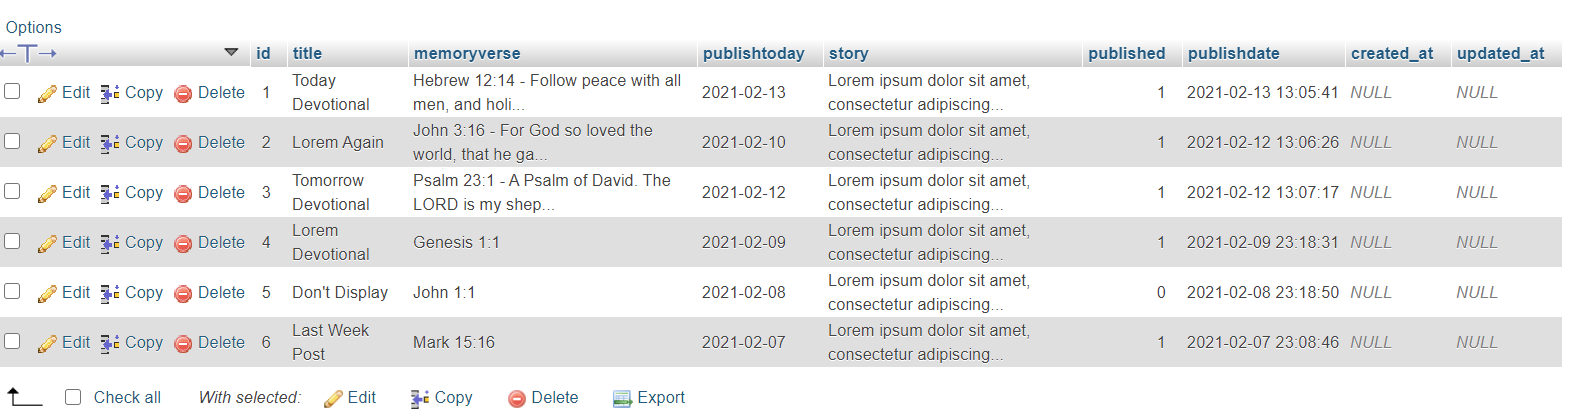 Options
id title memoryverse publishtoday story published publishdate created_at updated_at
Edit Copy Delete 1 Today Devotional Hebrew 12:14 - Follow peace with all men, and holi... 2021-02-13 Lorem ipsum dolor sit amet, consectetur adipiscing... 1 2021-02-13 13:05:41 NULL NULL
Edit Copy Delete 2 Lorem Again John 3:16 - For God so loved the world, that he ga... 2021-02-10 Lorem ipsum dolor sit amet, consectetur adipiscing... 1 2021-02-12 13:06:26 NULL NULL
Edit Copy Delete 3 Tomorrow Devotional Psalm 23:1 - A Psalm of David. The LORD is my shep... 2021-02-12 Lorem ipsum dolor sit amet, consectetur adipiscing... 1 2021-02-12 13:07:17 NULL NULL
Edit Copy Delete 4 Lorem Devotional Genesis 1:1 2021-02-09 Lorem ipsum dolor sit amet, consectetur adipiscing... 1 2021-02-09 23:18:31 NULL NULL
Edit Copy Delete 5 Don't Display John 1:1 2021-02-08 Lorem ipsum dolor sit amet, consectetur adipiscing... 0 2021-02-08 23:18:50 NULL NULL
Edit Copy Delete 6 Last Week Post Mark 15:16 2021-02-07 Lorem ipsum dolor sit amet, consectetur adipiscing... 1 2021-02-07 23:08:46 NULL NULL
Check all With selected: Edit Copy Delete Export